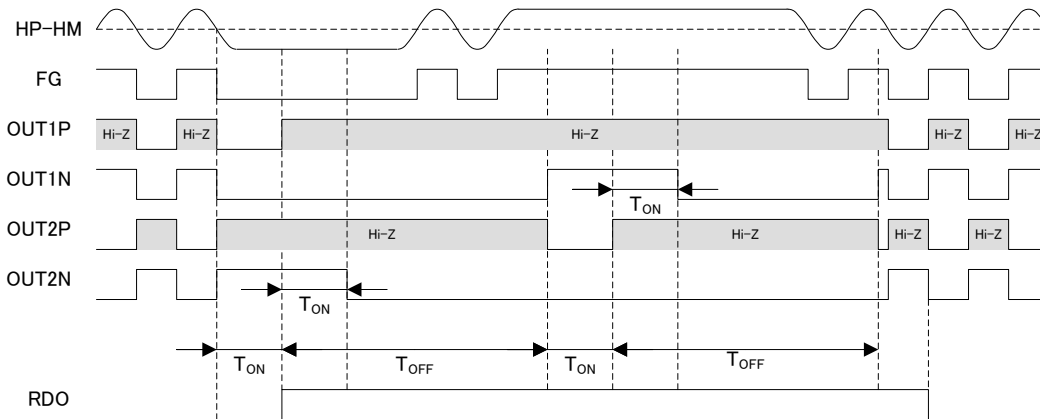 HP-HM
FG
OUT1P
Hi-Z Hi-Z Hi-Z Hi-Z Hi-Z
OUT1N
TON
OUT2P
Hi-Z Hi-Z Hi-Z Hi-Z
OUT2N
TON
TON TOFF TON TOFF
RDO